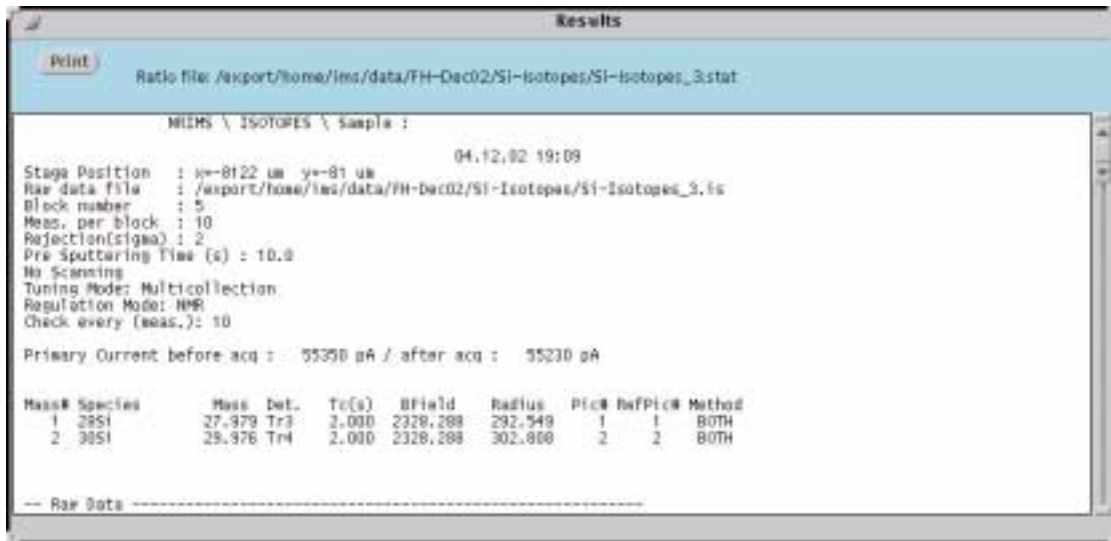 Results
Print
Ratio file: /export/home/ims/data/FH-Dec02/Si-Isotopes/Si-Isotopes_3.stat
NRIMS \ ISOTOPES \ Sample :
04.12.02 19:09
Stage Position : x=-8122 um y=-81 um
Raw data file : /export/home/ims/data/FH-Dec02/Si-Isotopes/Si-Isotopes_3.is
Block number : 5
Meas. per block : 10
Rejection(sigma) : 2
Pre Sputtering Time (s) : 10.0
No Scanning
Tuning Mode: Multicollection
Regulation Mode: NMR
Check every (meas.): 10
Primary Current before acq : 55350 pA / after acq : 55230 pA
Mass# Species Mass Det. Tc(s) BField Radius Pic# RefPic# Method
1 28Si 27.979 Tr3 2.000 2328.288 292.549 1 1 BOTH
2 30Si 29.976 Tr4 2.000 2328.288 302.808 2 2 BOTH
-- Raw Data ----------------------------------------------------------